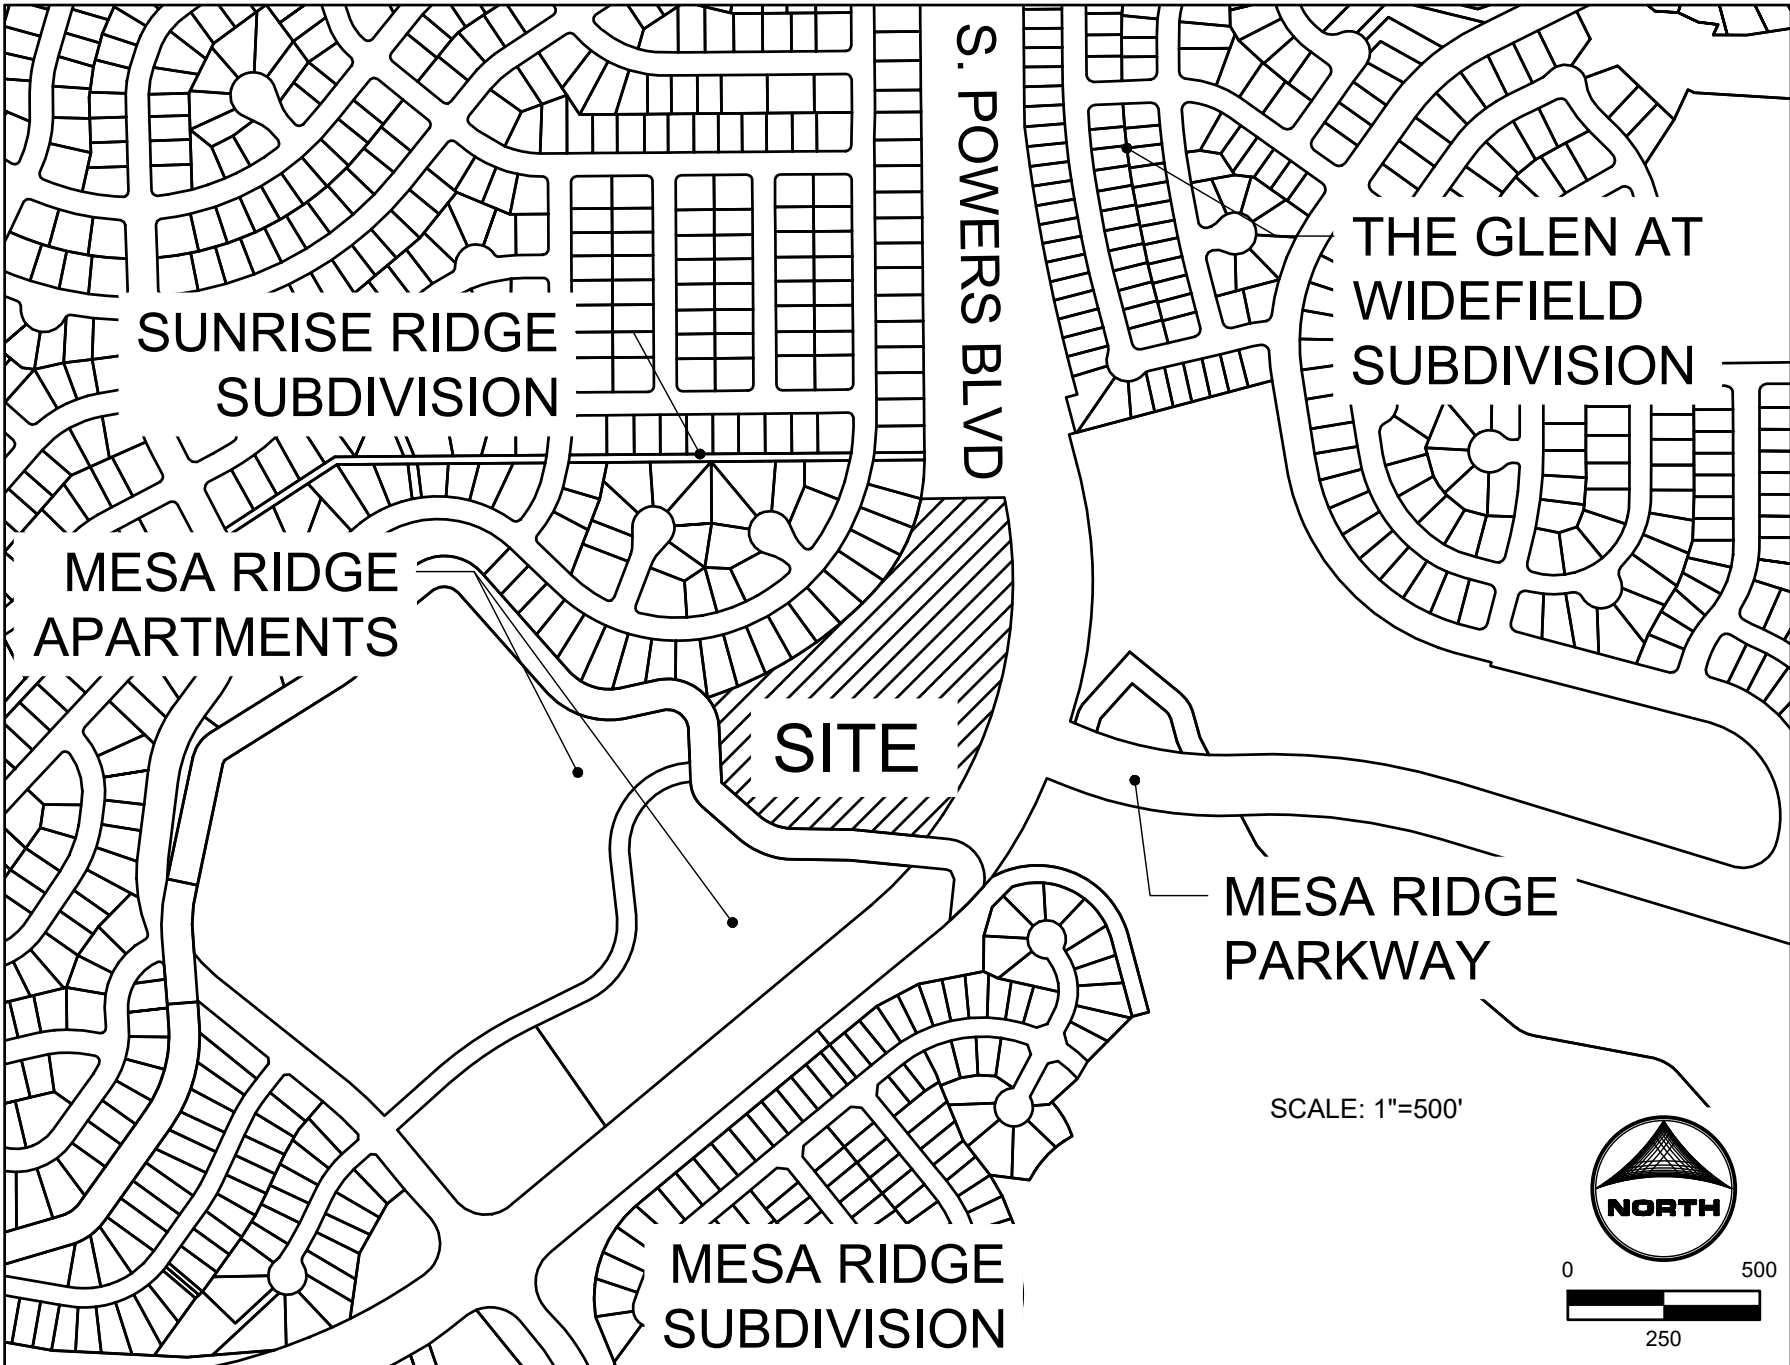 S. POWERS BLVD
THE GLEN AT
WIDEFIELD
SUBDIVISION
SUNRISE RIDGE
SUBDIVISION
MESA RIDGE
APARTMENTS
SITE
MESA RIDGE
PARKWAY
SCALE: 1"=500'
NORTH
0 500
250
MESA RIDGE
SUBDIVISION